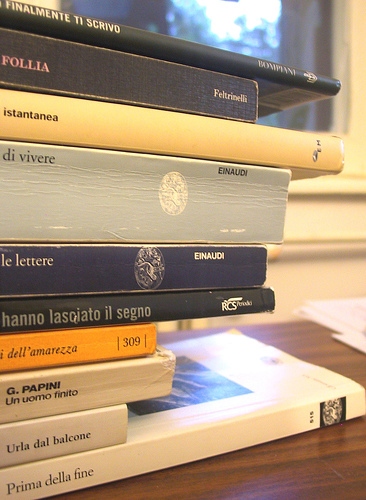 FINALMENTE TI SCRIVO
BOMPIANI
FOLLIA
Feltrinelli
istantanea
di vivere
EINAUDI
le lettere
EINAUDI
hanno lasciato il segno
RCS Periodici
i dell'amarezza
309
G. PAPINI
Un uomo finito
Urla dal balcone
Prima della fine